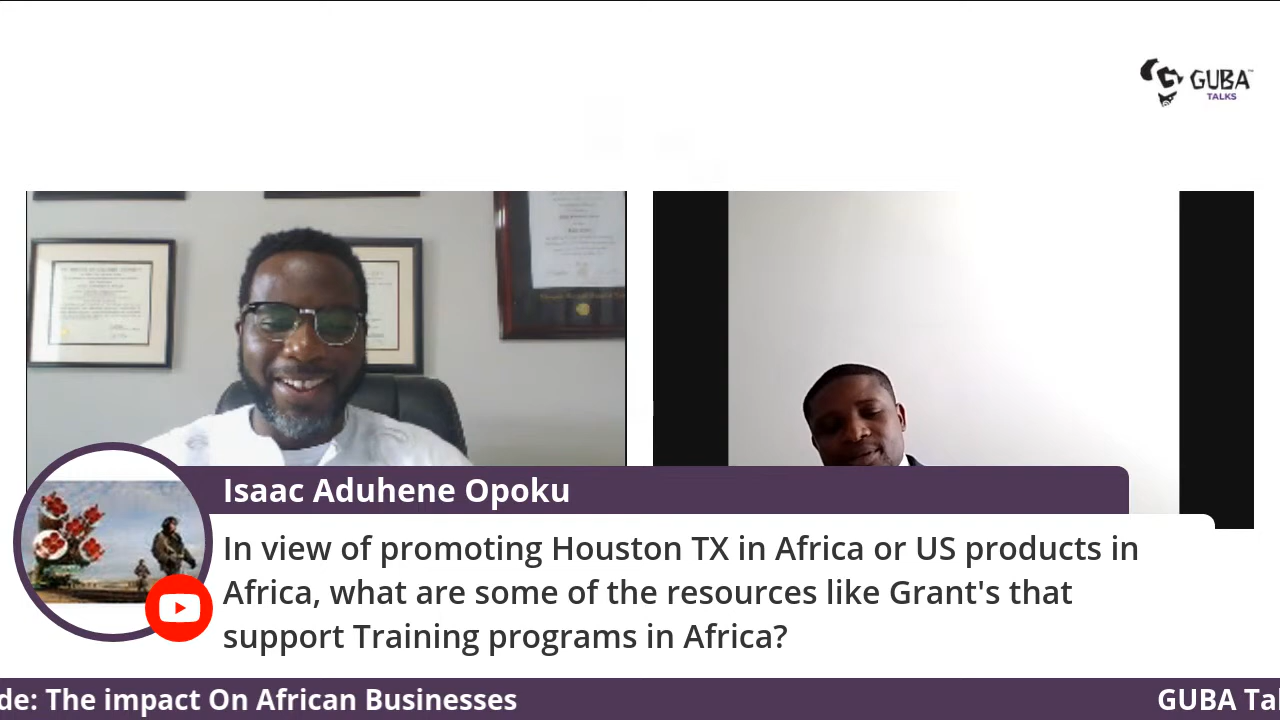 GUBA
TALKS
Isaac Aduhene Opoku
In view of promoting Houston TX in Africa or US products in
Africa, what are some of the resources like Grant's that
support Training programs in Africa?
de: The impact On African Businesses
GUBA Tal